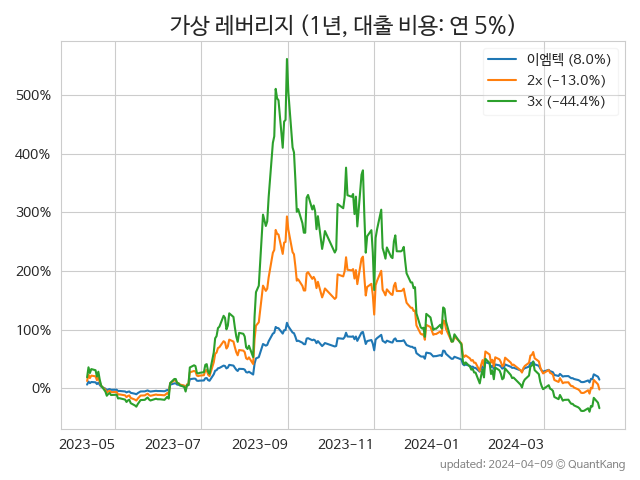 가상 레버리지 (1년, 대출 비용: 연 5%)
이엠텍 (8.0%)
2x (−13.0%)
3x (−44.4%)
500%
400%
300%
200%
100%
0%
2023-05 2023-07 2023-09 2023-11 2024-01 2024-03
updated: 2024-04-09 © QuantKang